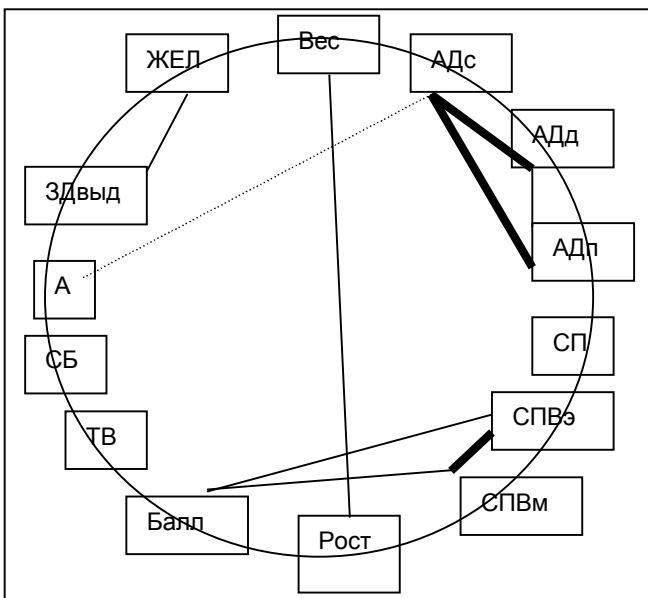 Вес
ЖЕЛ
АДс
АДд
ЗДвыд
АДп
А
СП
СБ
СПВэ
ТВ
СПВм
Балл
Рост